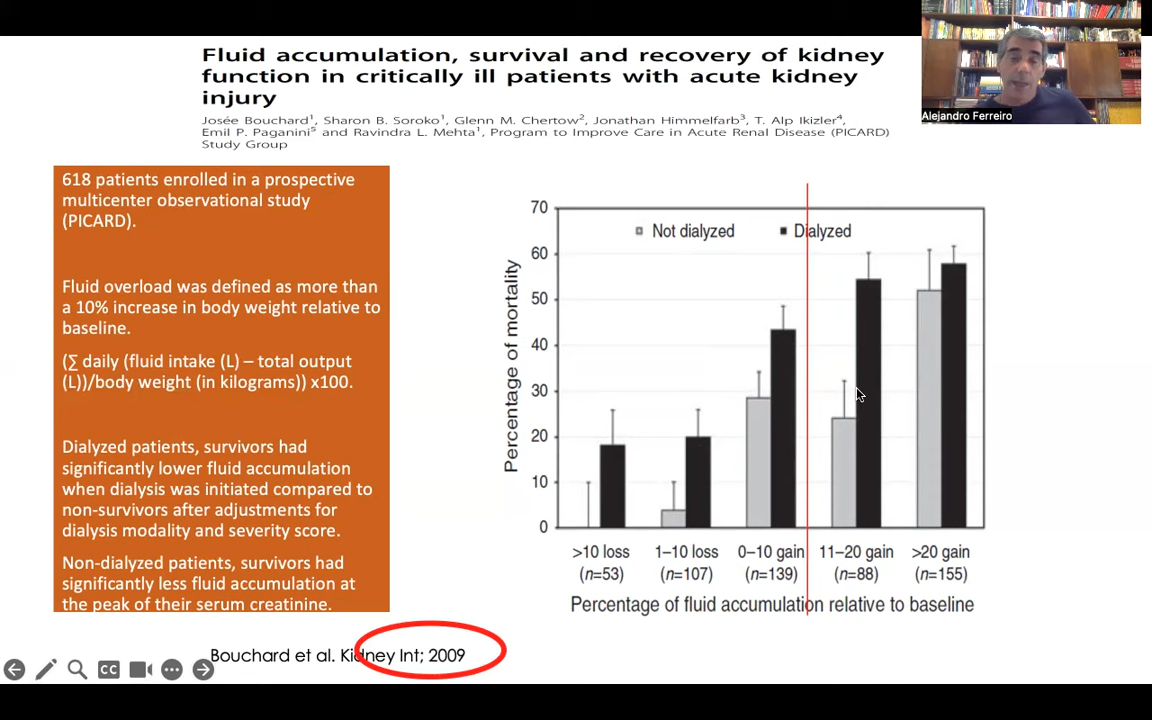 Fluid accumulation, survival and recovery of kidney
function in critically ill patients with acute kidney
injury
Josée Bouchard¹, Sharon B. Soroko¹, Glenn M. Chertow², Jonathan Himmelfarb³, T. Alp Ikizler⁴,
Emil P. Paganini⁵ and Ravindra L. Mehta¹, Program to Improve Care in Acute Renal Disease (PICARD)
Study Group
Alejandro Ferreiro
618 patients enrolled in a prospective
multicenter observational study
(PICARD).
Fluid overload was defined as more than
a 10% increase in body weight relative to
baseline.
(∑ daily (fluid intake (L) – total output
(L))/body weight (in kilograms)) x100.
Dialyzed patients, survivors had
significantly lower fluid accumulation
when dialysis was initiated compared to
non-survivors after adjustments for
dialysis modality and severity score.
Non-dialyzed patients, survivors had
significantly less fluid accumulation at
the peak of their serum creatinine.
Percentage of mortality
70
60
50
40
30
20
10
0
Not dialyzed
Dialyzed
>10 loss 1–10 loss 0–10 gain 11–20 gain >20 gain
(n=53) (n=107) (n=139) (n=88) (n=155)
Percentage of fluid accumulation relative to baseline
Bouchard et al. Kidney Int; 2009
CC